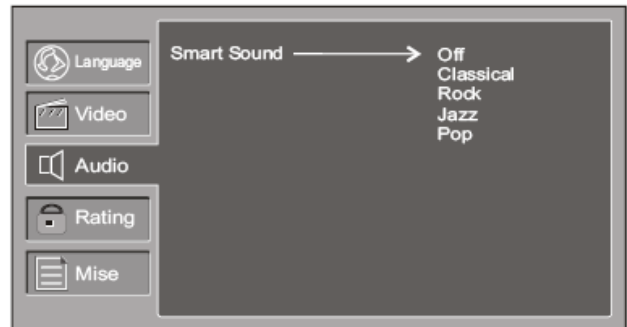 Language
Video
Audio
Rating
Mise
Smart Sound
Off
Classical
Rock
Jazz
Pop